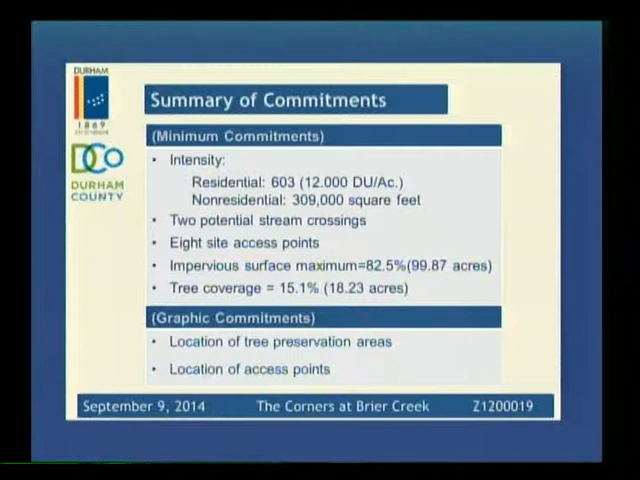 DURHAM
1869
DCO
DURHAM
COUNTY
Summary of Commitments
(Minimum Commitments)
• Intensity:
Residential: 603 (12.000 DU/Ac.)
Nonresidential: 309,000 square feet
• Two potential stream crossings
• Eight site access points
• Impervious surface maximum=82.5%(99.87 acres)
• Tree coverage = 15.1% (18.23 acres)
(Graphic Commitments)
• Location of tree preservation areas
• Location of access points
September 9, 2014 The Corners at Brier Creek Z1200019